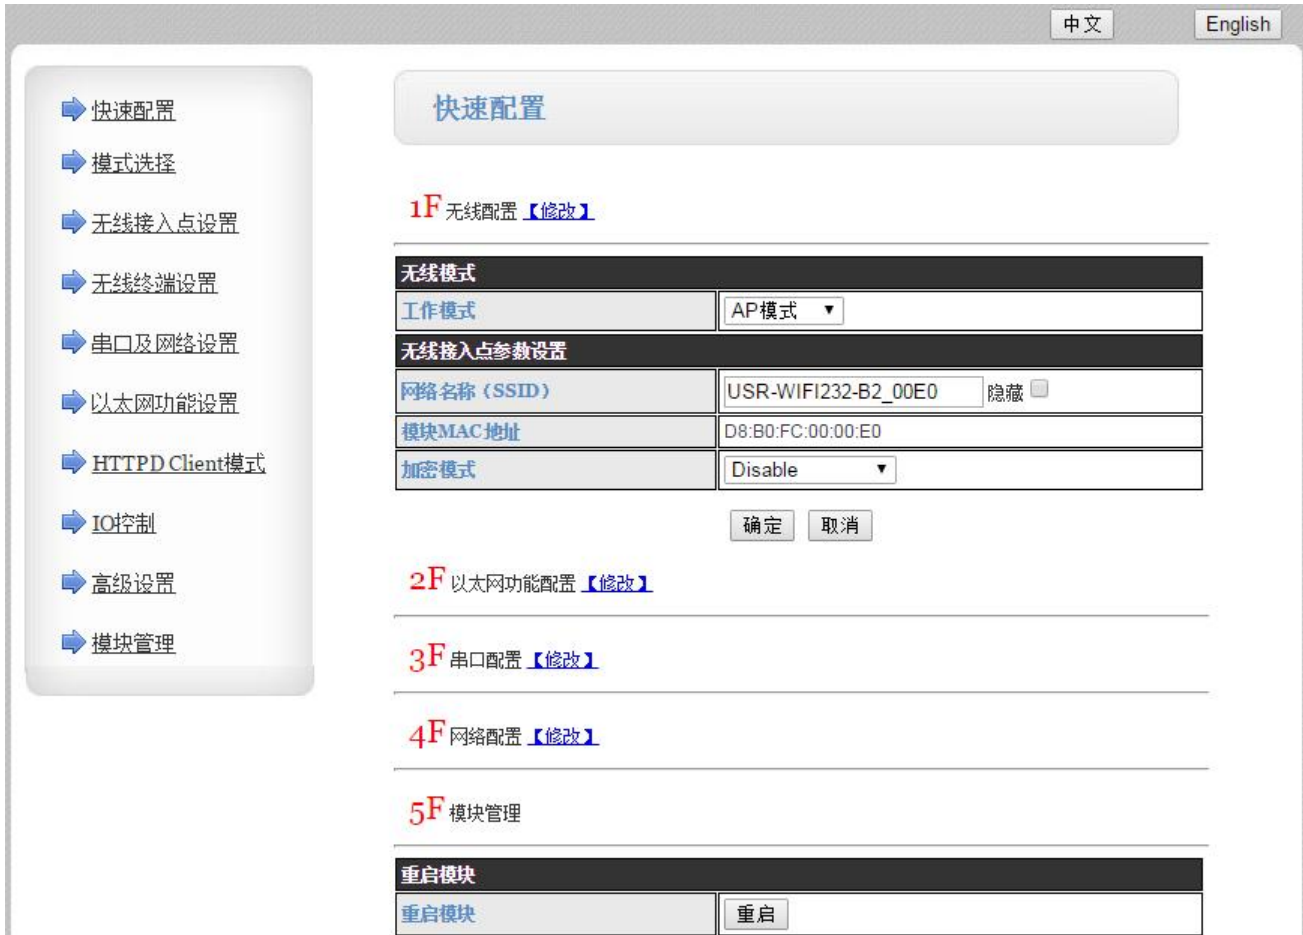 中文 English
快速配置
模式选择
无线接入点设置
无线终端设置
串口及网络设置
以太网功能设置
HTTPD Client模式
IO控制
高级设置
模块管理
快速配置
1F 无线配置 【修改】
无线模式
工作模式 AP模式
无线接入点参数设置
网络名称（SSID） USR-WIFI232-B2_00E0 隐藏
模块MAC地址 D8:B0:FC:00:00:E0
加密模式 Disable
确定 取消
2F 以太网功能配置 【修改】
3F 串口配置 【修改】
4F 网络配置 【修改】
5F 模块管理
重启模块
重启模块 重启